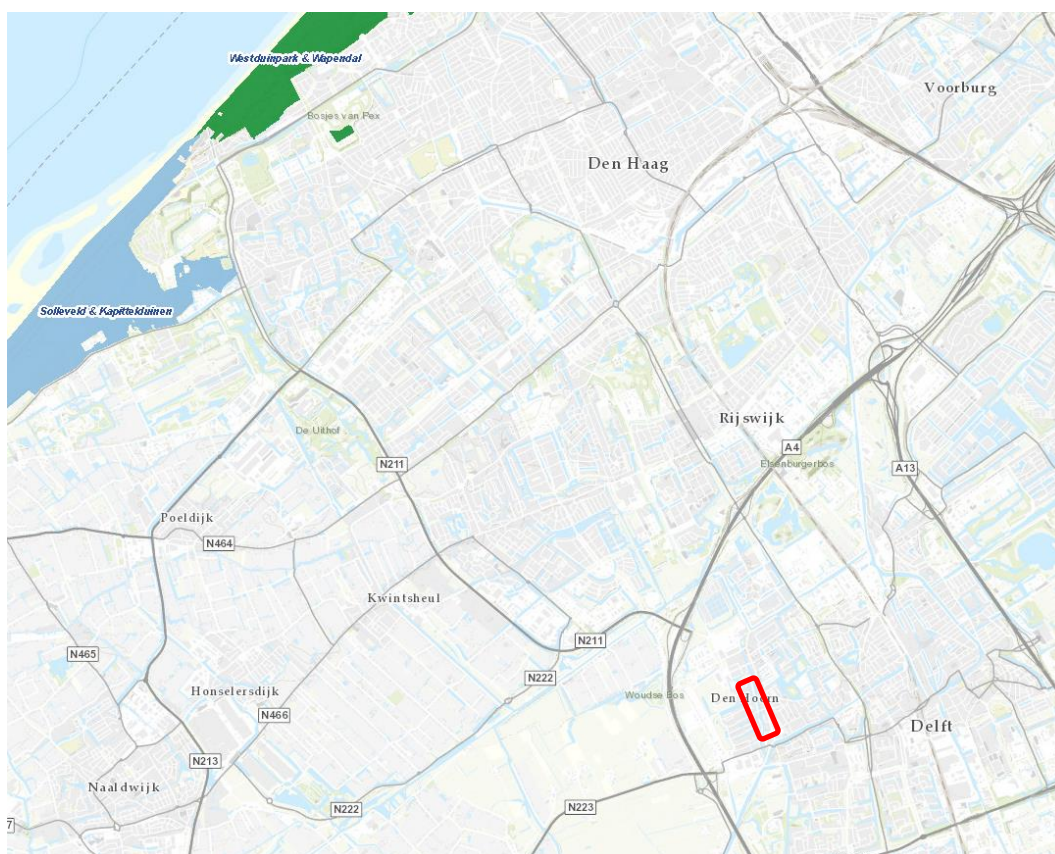 Westduinpark & Wapendal
Voorburg
Bosjes van Pex
Den Haag
Solleveld & Kapittelduinen
Rijswijk
De Uithof
A4
N211
Elsenburgerbos
A13
Poeldijk
N464
Kwintsheul
N211
N465
N222
Honselersdijk
Woudse Bos
Den Hoorn
N466
Delft
N213
Naaldwijk
N222
N223
7